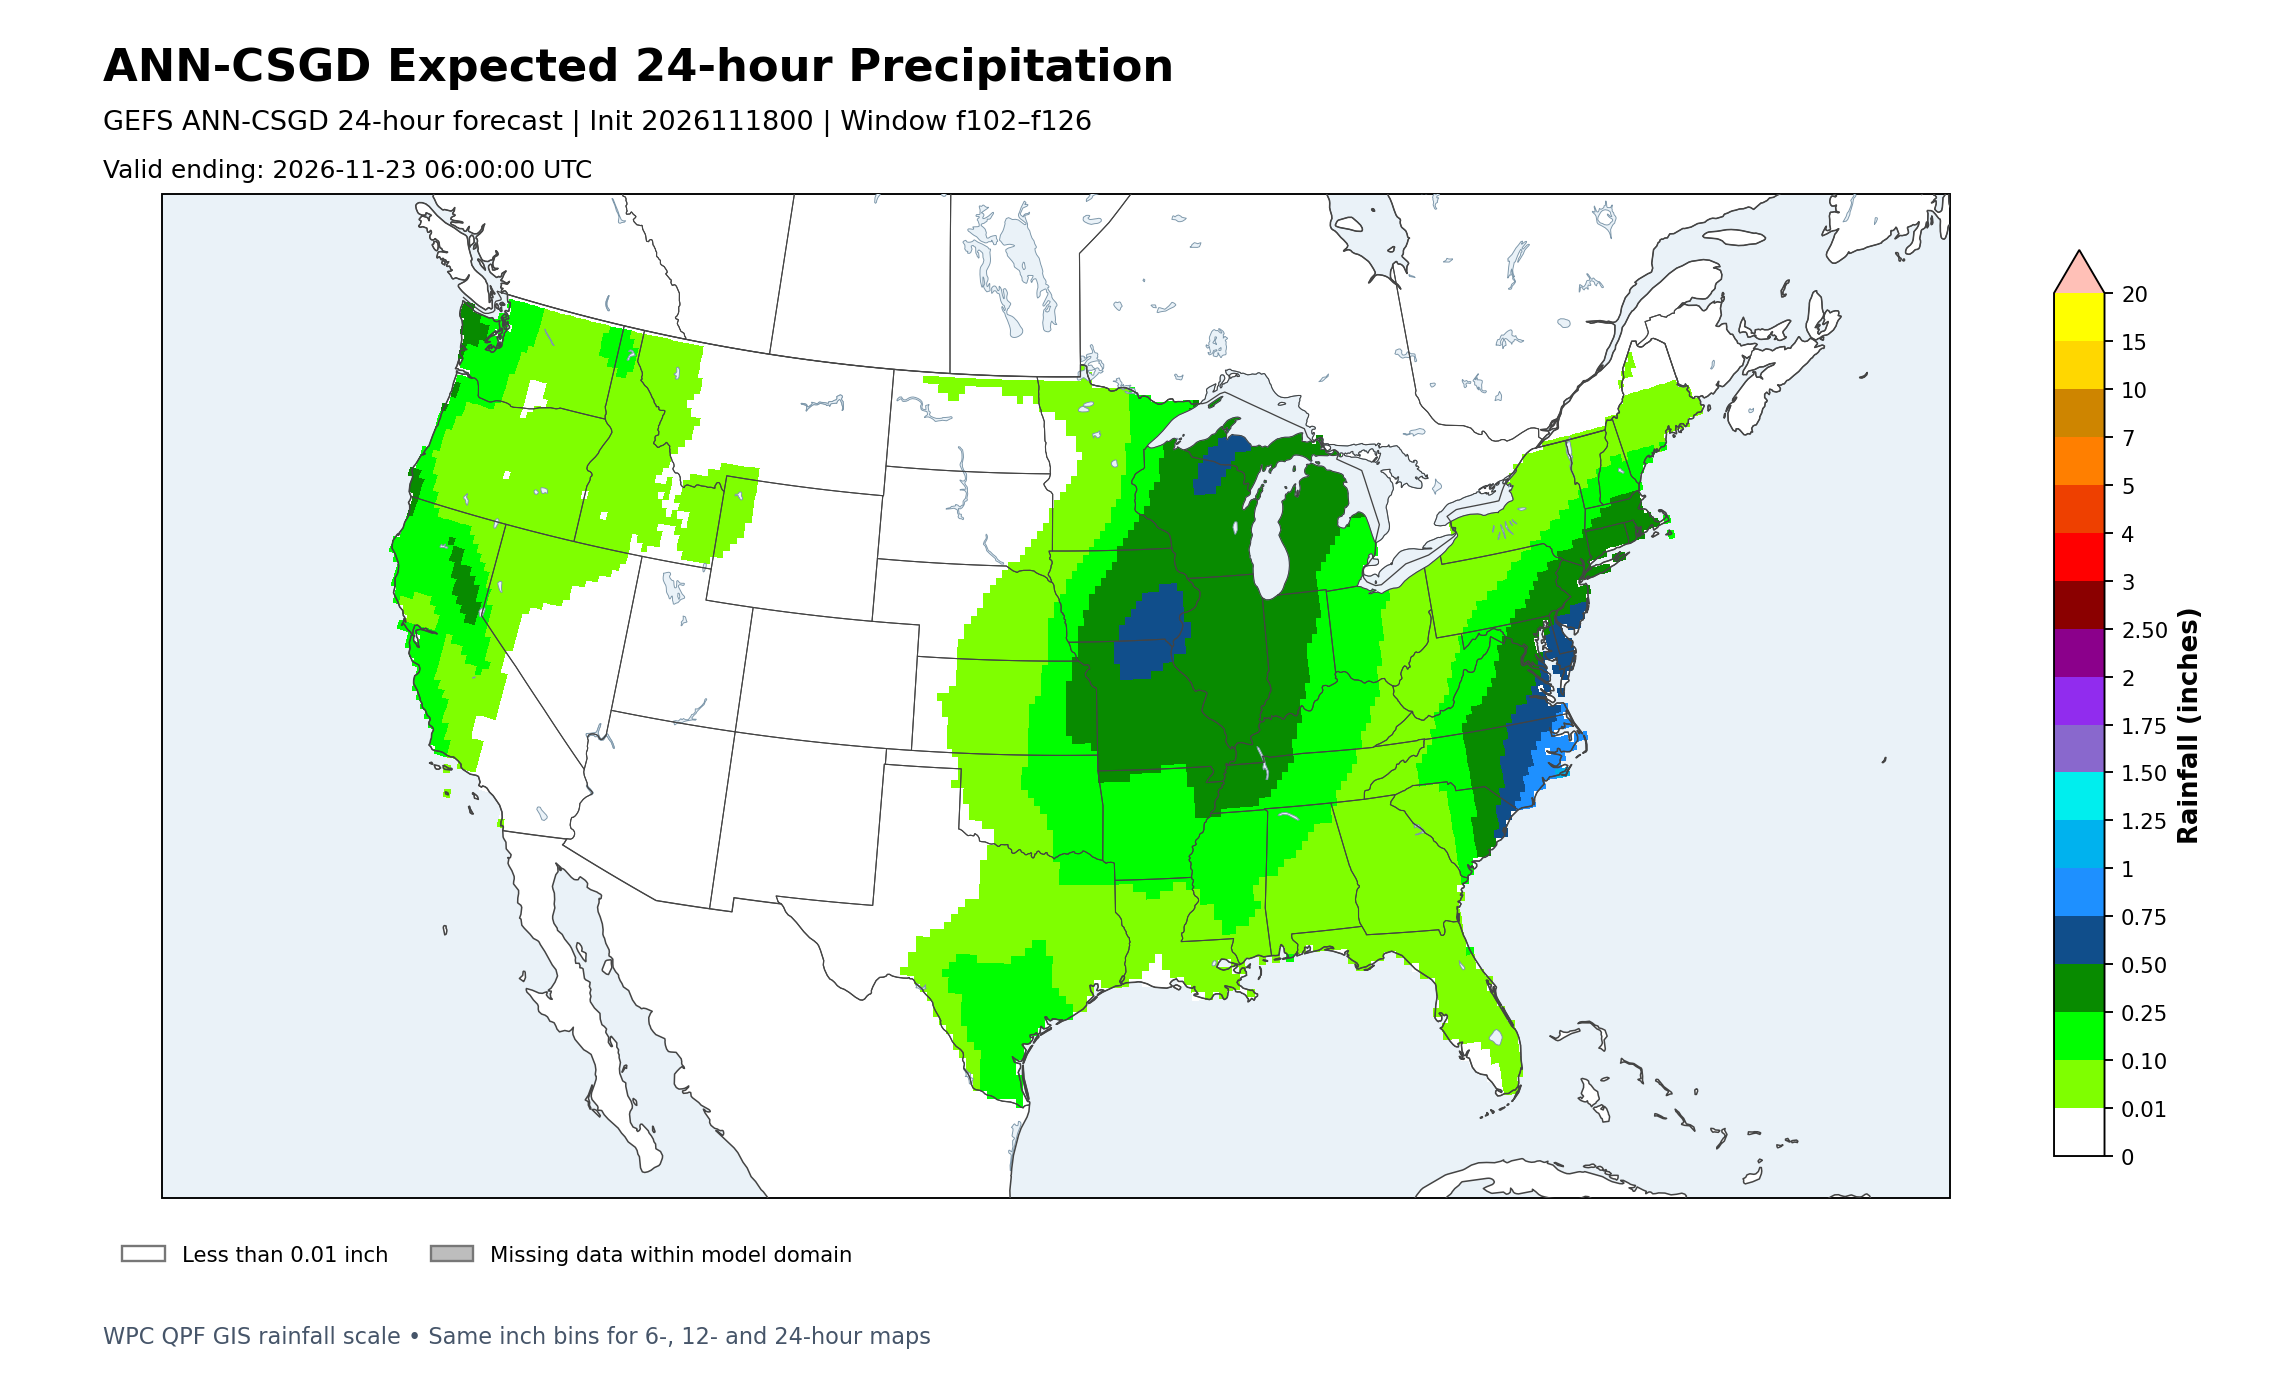 ANN-CSGD Expected 24-hour Precipitation
GEFS ANN-CSGD 24-hour forecast | Init 2026111800 | Window f102–f126
Valid ending: 2026-11-23 06:00:00 UTC
20
15
10
7
5
4
3
2.50
2
1.75
1.50
1.25
1
0.75
0.50
0.25
0.10
0.01
0
Rainfall (inches)
Less than 0.01 inch
Missing data within model domain
WPC QPF GIS rainfall scale • Same inch bins for 6-, 12- and 24-hour maps